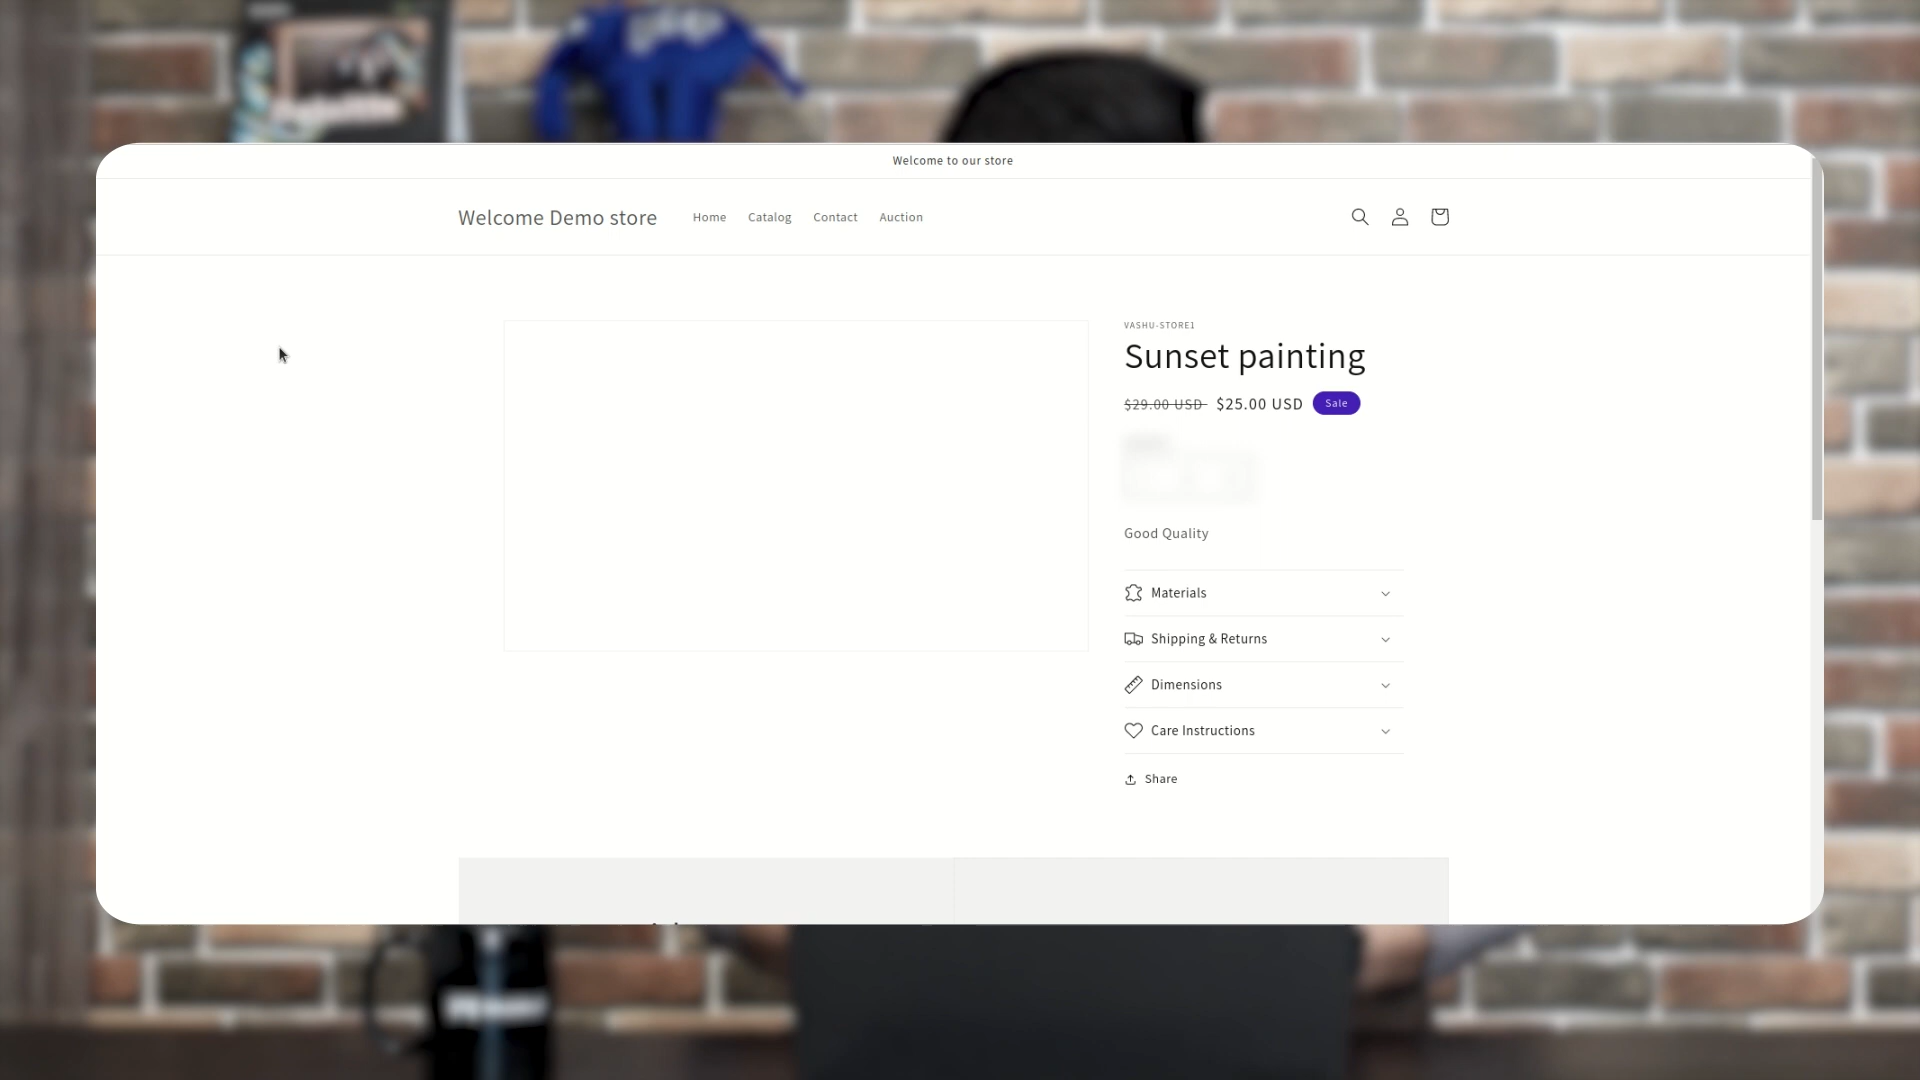 Welcome to our store
Welcome Demo store
Home Catalog Contact Auction
VASHU-STORE1
Sunset painting
$29.00 USD $25.00 USD Sale
Good Quality
Materials
Shipping & Returns
Dimensions
Care Instructions
Share